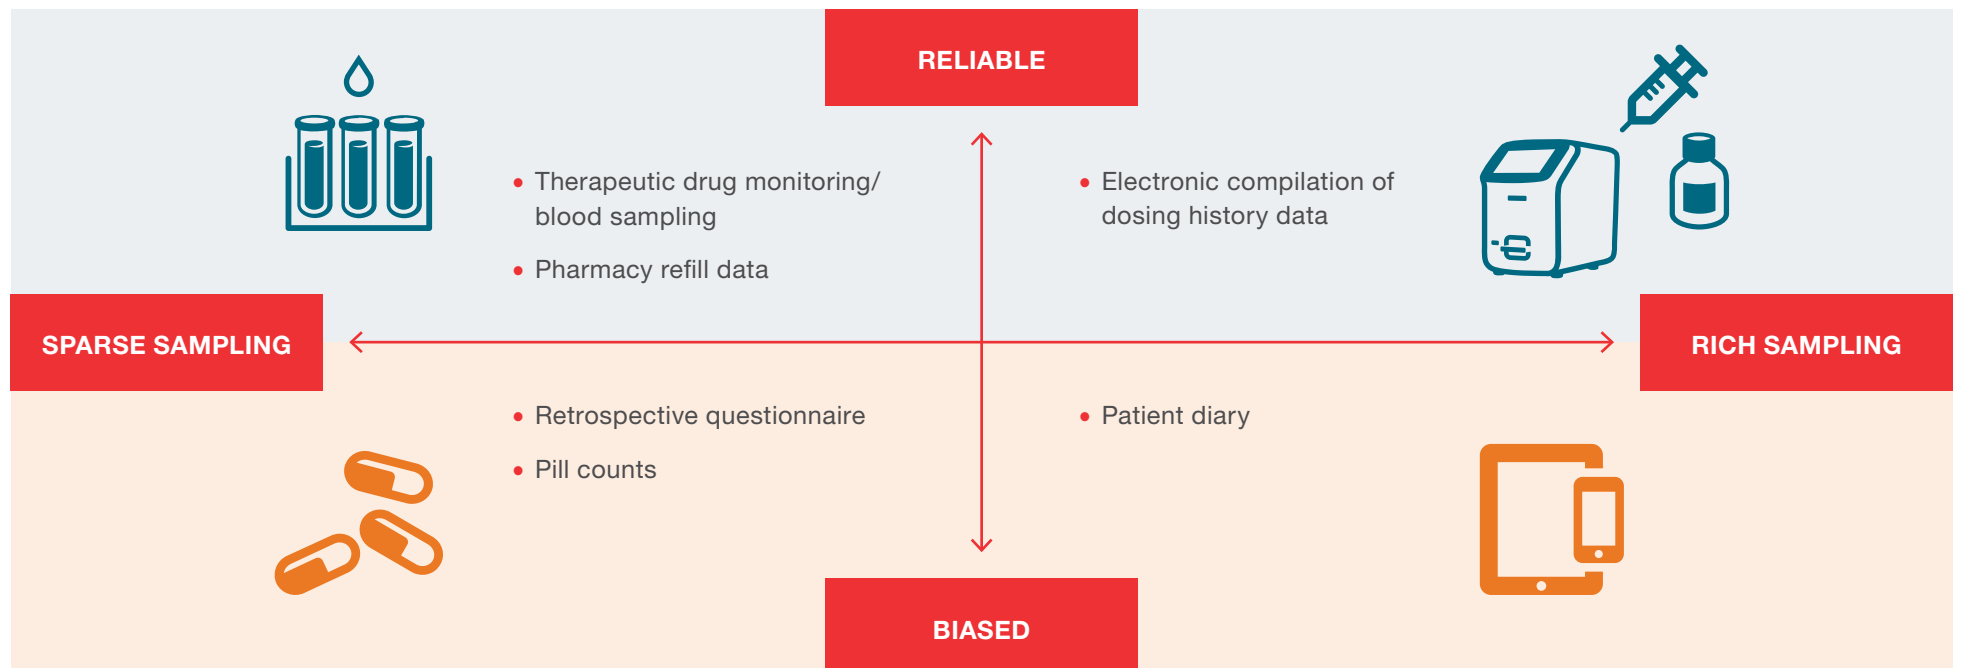 RELIABLE
• Therapeutic drug monitoring/
blood sampling
• Pharmacy refill data
• Electronic compilation of
dosing history data
SPARSE SAMPLING
RICH SAMPLING
• Retrospective questionnaire
• Pill counts
• Patient diary
BIASED